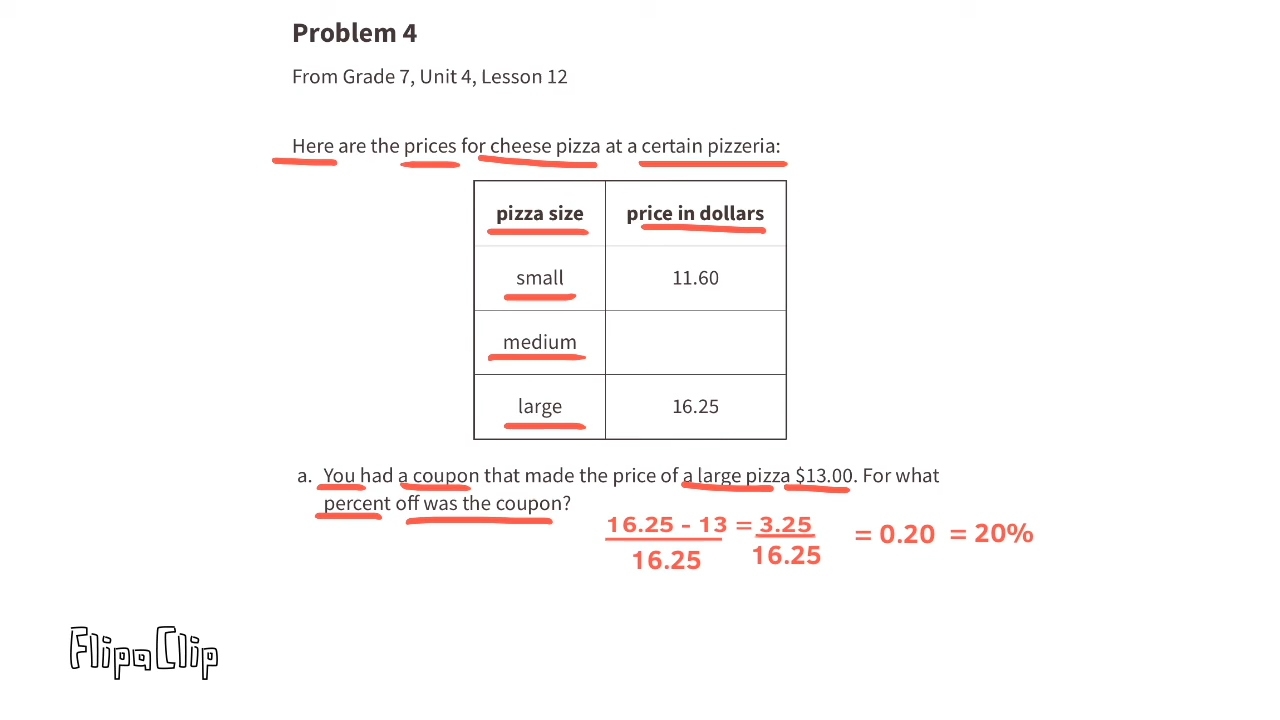 Problem 4
From Grade 7, Unit 4, Lesson 12
Here are the prices for cheese pizza at a certain pizzeria:
pizza size price in dollars
small 11.60
medium
large 16.25
a. You had a coupon that made the price of a large pizza $13.00. For what
percent off was the coupon?
16.25 - 13 = 3.25 = 0.20 = 20%
16.25 16.25
FlipaClip